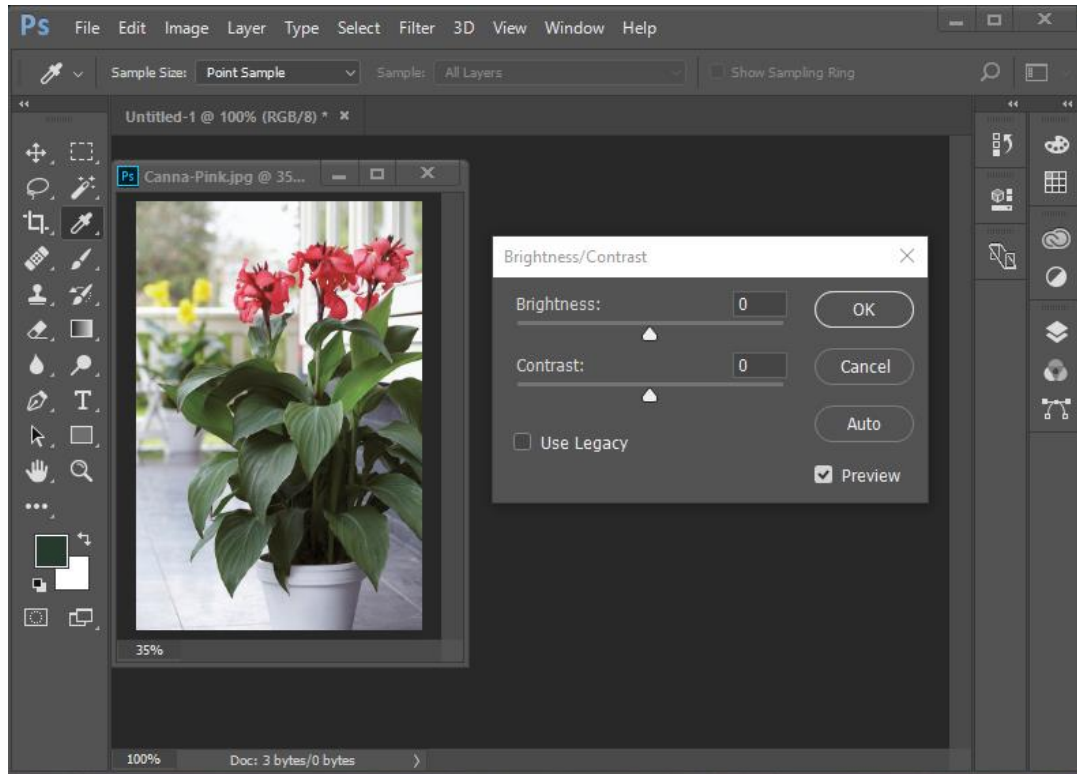 Ps File Edit Image Layer Type Select Filter 3D View Window Help
Sample Size: Point Sample Sample: All Layers Show Sampling Ring
Untitled-1 @ 100% (RGB/8) *
Ps Canna-Pink.jpg @ 35...
Brightness/Contrast
Brightness: 0
OK
Contrast: 0
Cancel
Auto
Use Legacy
Preview
T
35%
100% Doc: 3 bytes/0 bytes